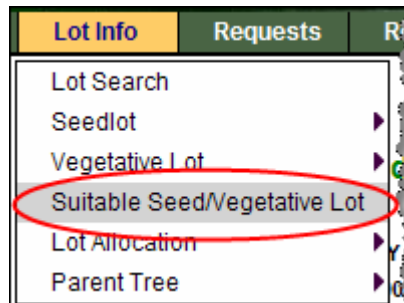 Lot Info Requests R
Lot Search
Seedlot
Vegetative Lot
Suitable Seed/Vegetative Lot
Lot Allocation
Parent Tree